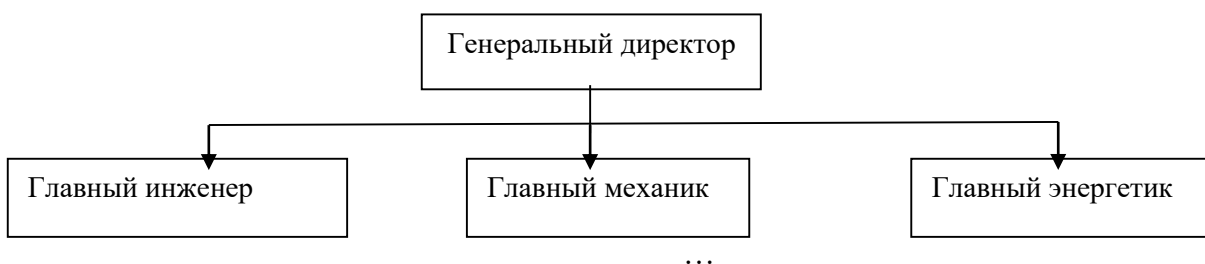 Генеральный директор
Главный инженер
Главный механик
Главный энергетик
…